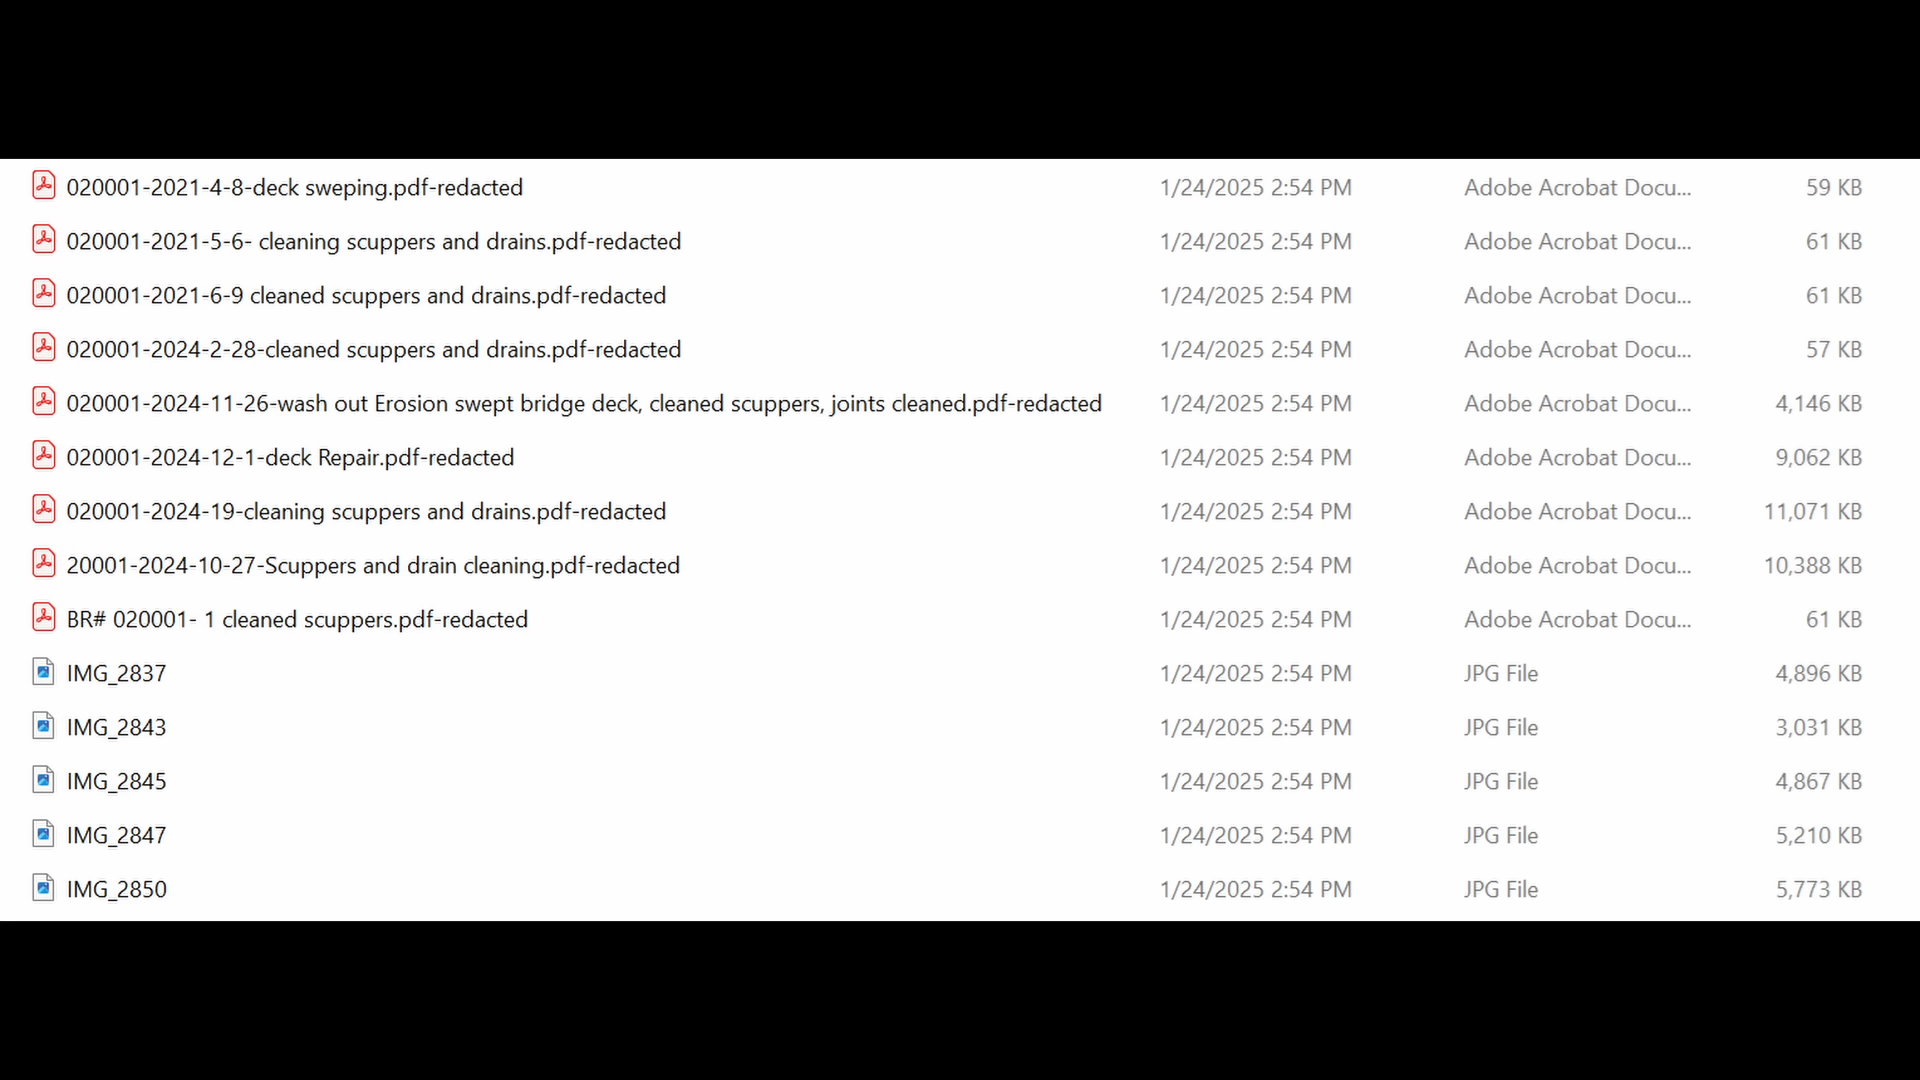 020001-2021-4-8-deck sweping.pdf-redacted 1/24/2025 2:54 PM Adobe Acrobat Docu... 59 KB
020001-2021-5-6- cleaning scuppers and drains.pdf-redacted 1/24/2025 2:54 PM Adobe Acrobat Docu... 61 KB
020001-2021-6-9 cleaned scuppers and drains.pdf-redacted 1/24/2025 2:54 PM Adobe Acrobat Docu... 61 KB
020001-2024-2-28-cleaned scuppers and drains.pdf-redacted 1/24/2025 2:54 PM Adobe Acrobat Docu... 57 KB
020001-2024-11-26-wash out Erosion swept bridge deck, cleaned scuppers, joints cleaned.pdf-redacted 1/24/2025 2:54 PM Adobe Acrobat Docu... 4,146 KB
020001-2024-12-1-deck Repair.pdf-redacted 1/24/2025 2:54 PM Adobe Acrobat Docu... 9,062 KB
020001-2024-19-cleaning scuppers and drains.pdf-redacted 1/24/2025 2:54 PM Adobe Acrobat Docu... 11,071 KB
20001-2024-10-27-Scuppers and drain cleaning.pdf-redacted 1/24/2025 2:54 PM Adobe Acrobat Docu... 10,388 KB
BR# 020001- 1 cleaned scuppers.pdf-redacted 1/24/2025 2:54 PM Adobe Acrobat Docu... 61 KB
IMG_2837 1/24/2025 2:54 PM JPG File 4,896 KB
IMG_2843 1/24/2025 2:54 PM JPG File 3,031 KB
IMG_2845 1/24/2025 2:54 PM JPG File 4,867 KB
IMG_2847 1/24/2025 2:54 PM JPG File 5,210 KB
IMG_2850 1/24/2025 2:54 PM JPG File 5,773 KB